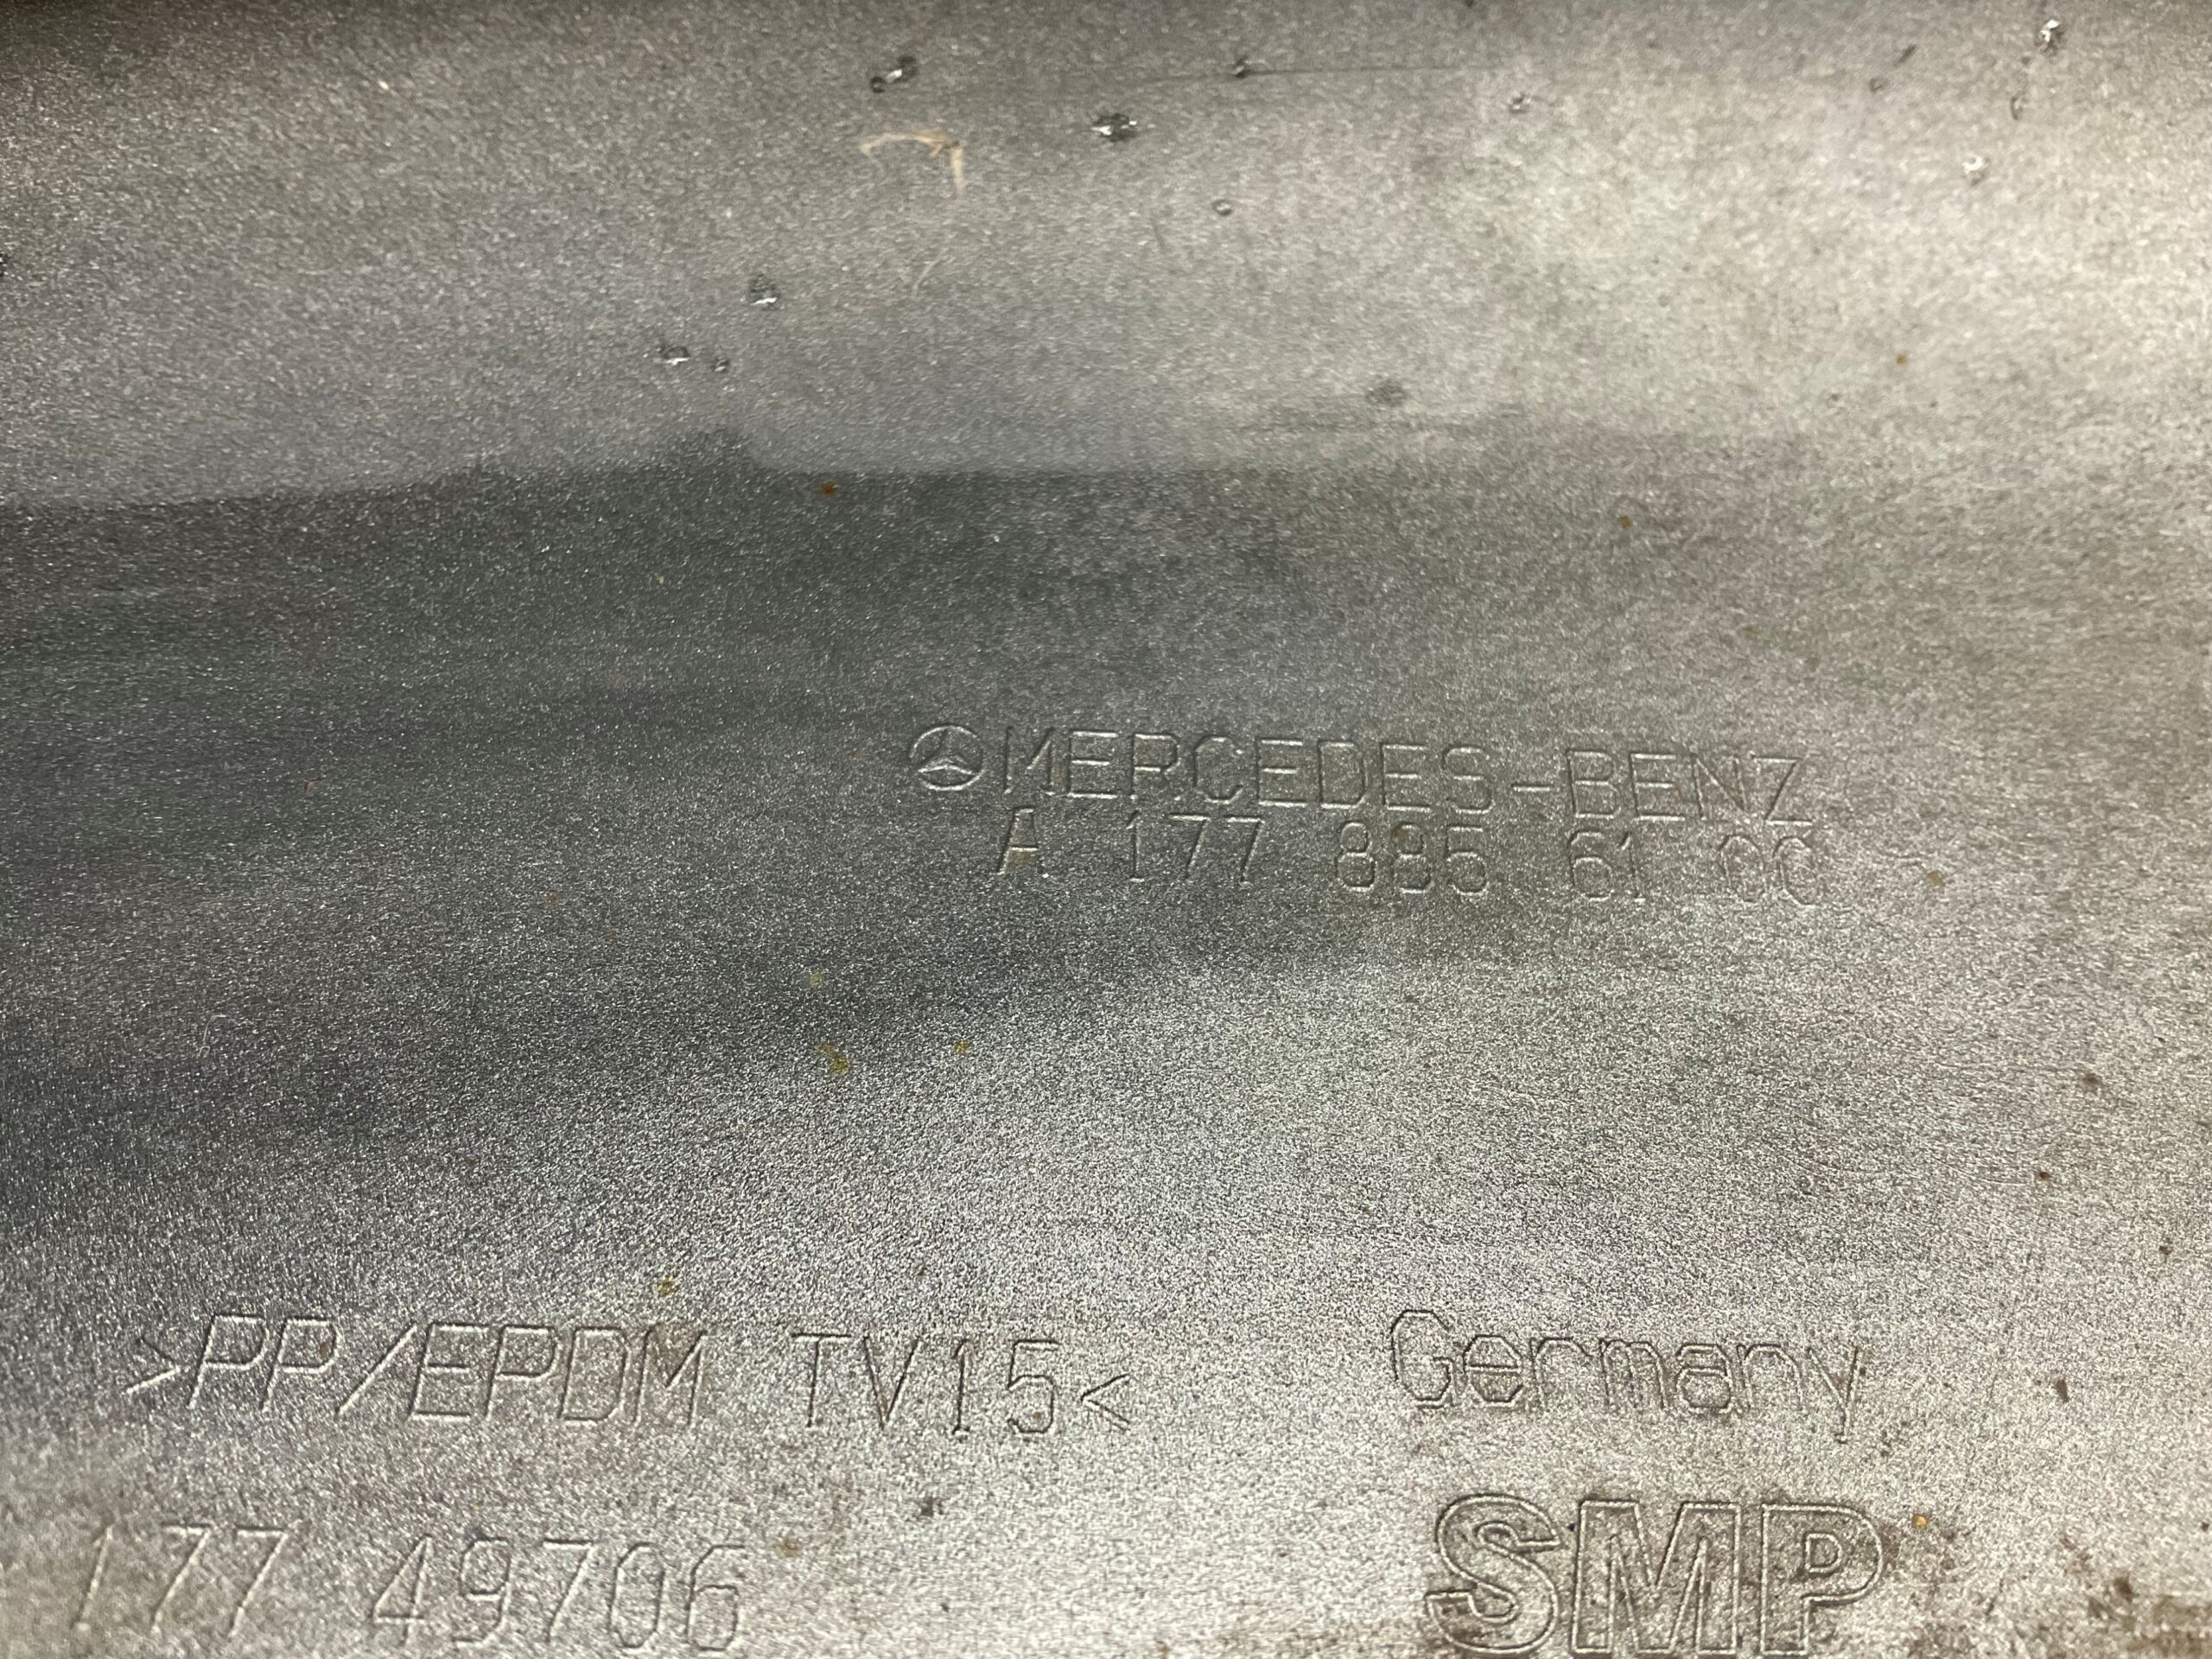 MERCEDES-BENZ
A 177 885 61 00
>PP/EPDM TV15<
Germany
177 49706
SMP